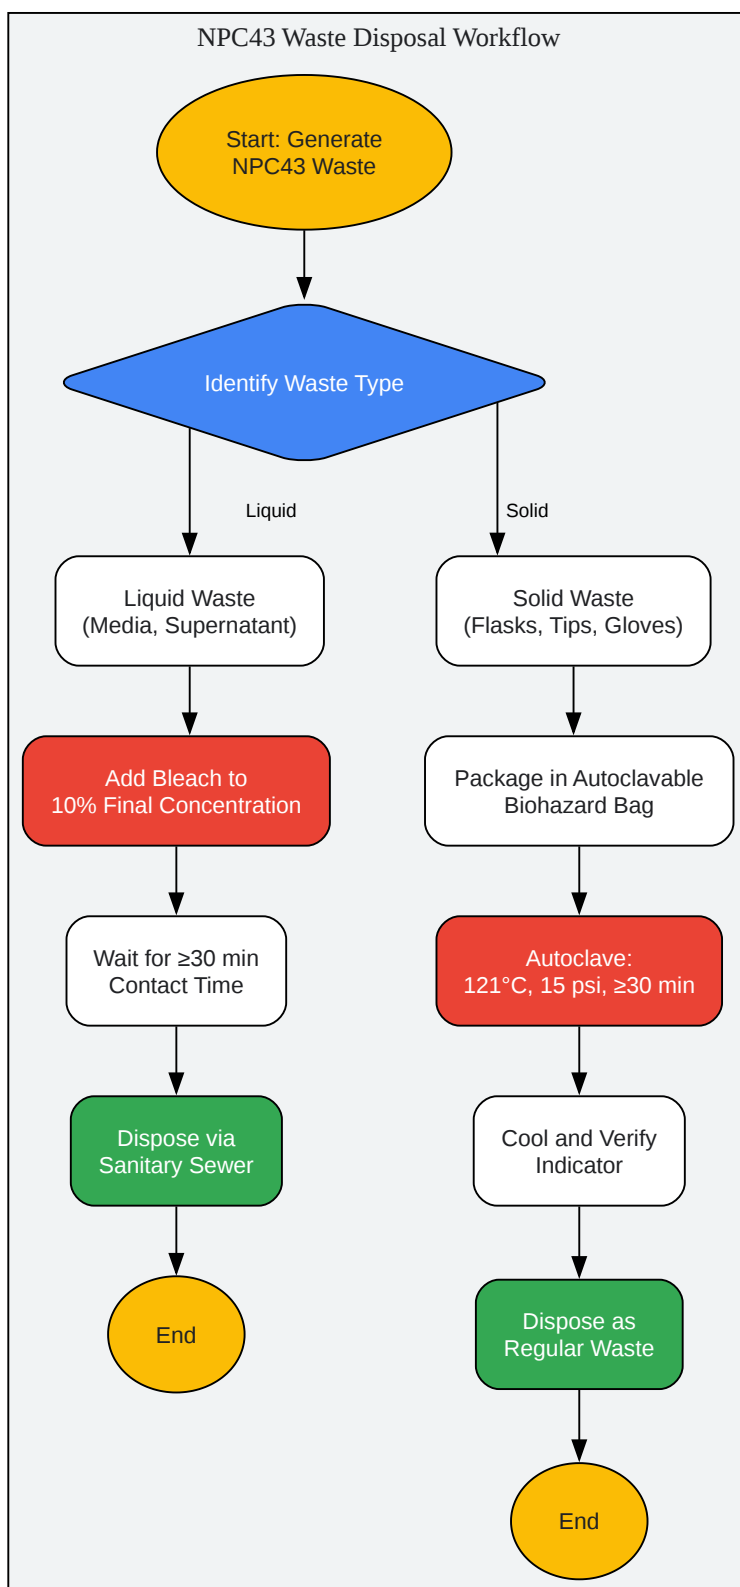 NPC43 Waste Disposal Workflow
Start: Generate
NPC43 Waste
Identify Waste Type
Liquid
Solid
Liquid Waste
(Media, Supernatant)
Solid Waste
(Flasks, Tips, Gloves)
Add Bleach to
10% Final Concentration
Package in Autoclavable
Biohazard Bag
Wait for ≥30 min
Contact Time
Autoclave:
121°C, 15 psi, ≥30 min
Dispose via
Sanitary Sewer
Cool and Verify
Indicator
End
Dispose as
Regular Waste
End